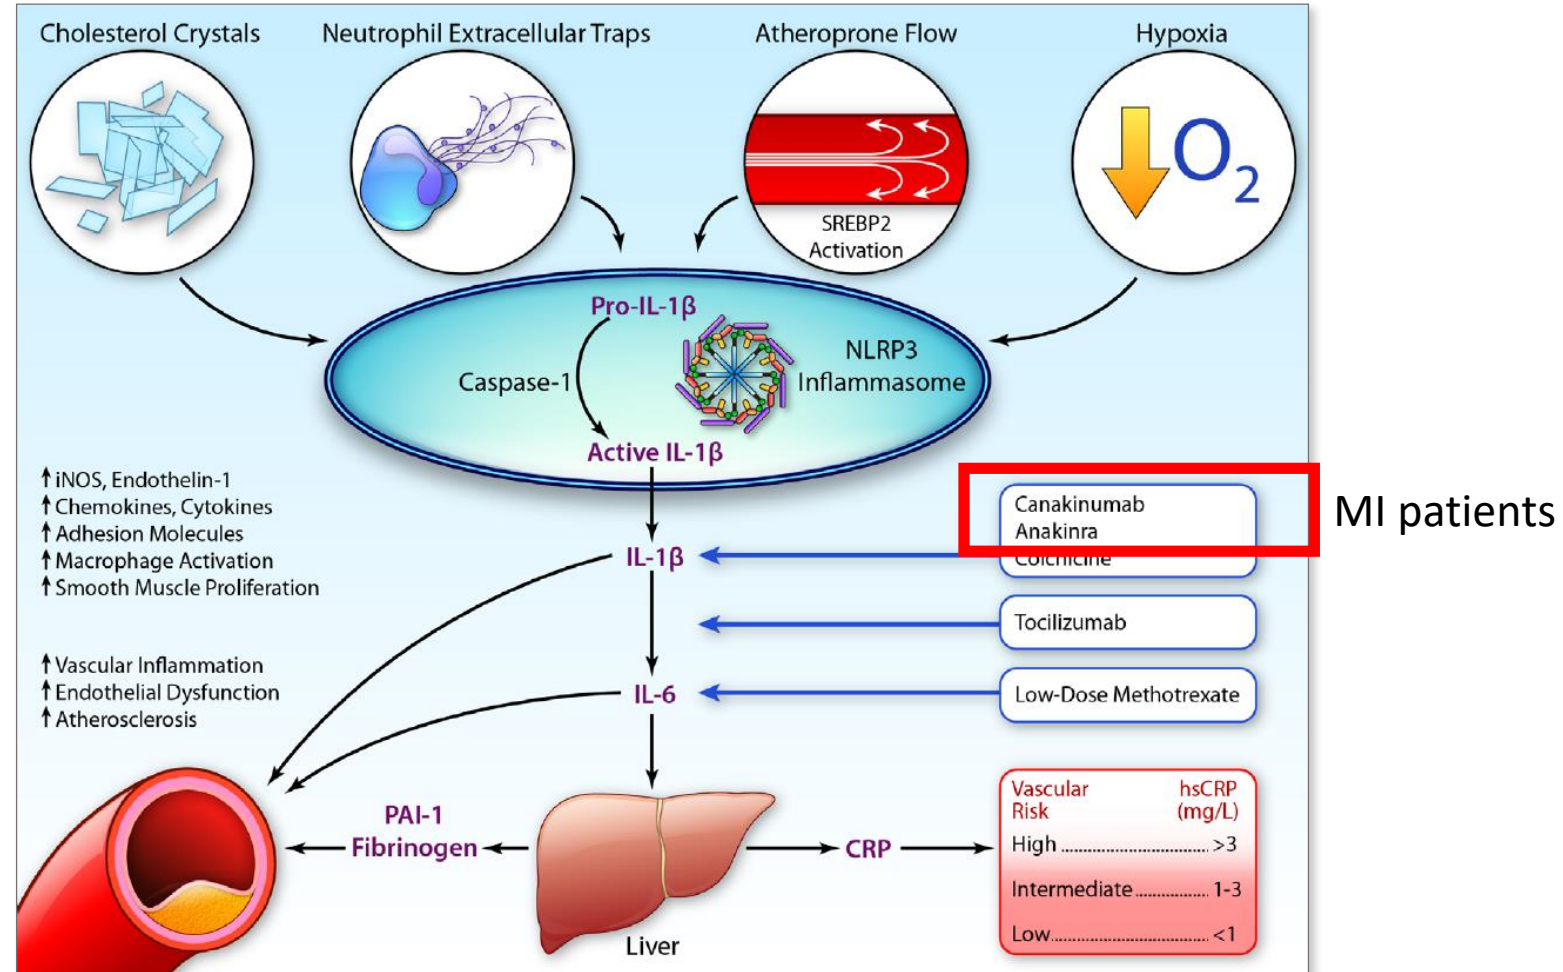 Cholesterol Crystals
Neutrophil Extracellular Traps
Atheroprone Flow
Hypoxia
SREBP2
Activation
O2
Pro-IL-1β
Caspase-1
NLRP3
Inflammasome
Active IL-1β
↑iNOS, Endothelin-1
↑Chemokines, Cytokines
↑Adhesion Molecules
↑Macrophage Activation
↑Smooth Muscle Proliferation
Canakinumab
Anakinra
Colchicine
MI patients
IL-1β
Tocilizumab
↑Vascular Inflammation
↑Endothelial Dysfunction
↑Atherosclerosis
IL-6
Low-Dose Methotrexate
PAI-1
Fibrinogen
Liver
CRP
Vascular hsCRP
Risk (mg/L)
High .......... >3
Intermediate .......... 1-3
Low .......... <1